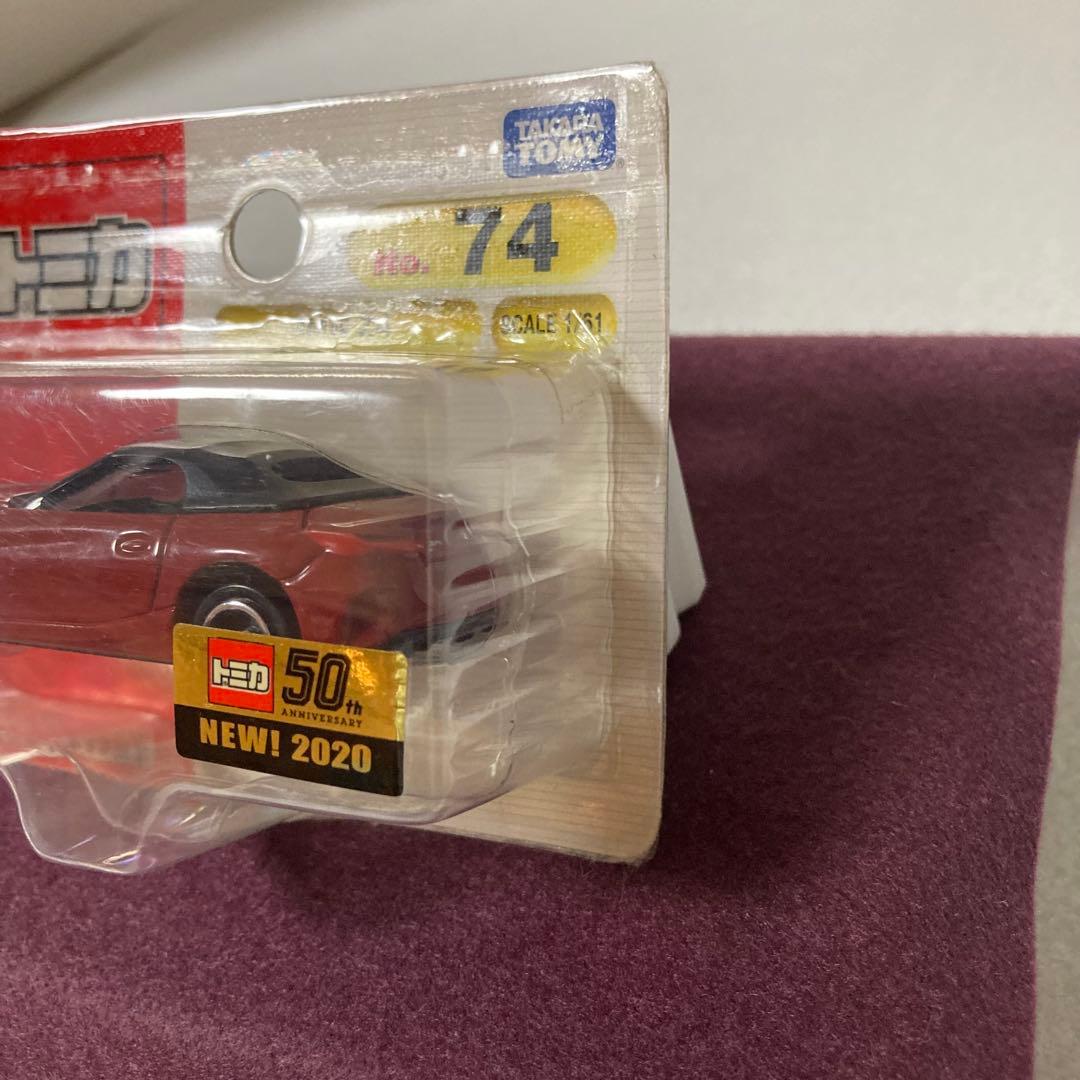 TAKARA
TOMY
トミカ
No. 74
SCALE 1/61
トミカ
50th
ANNIVERSARY
NEW! 2020